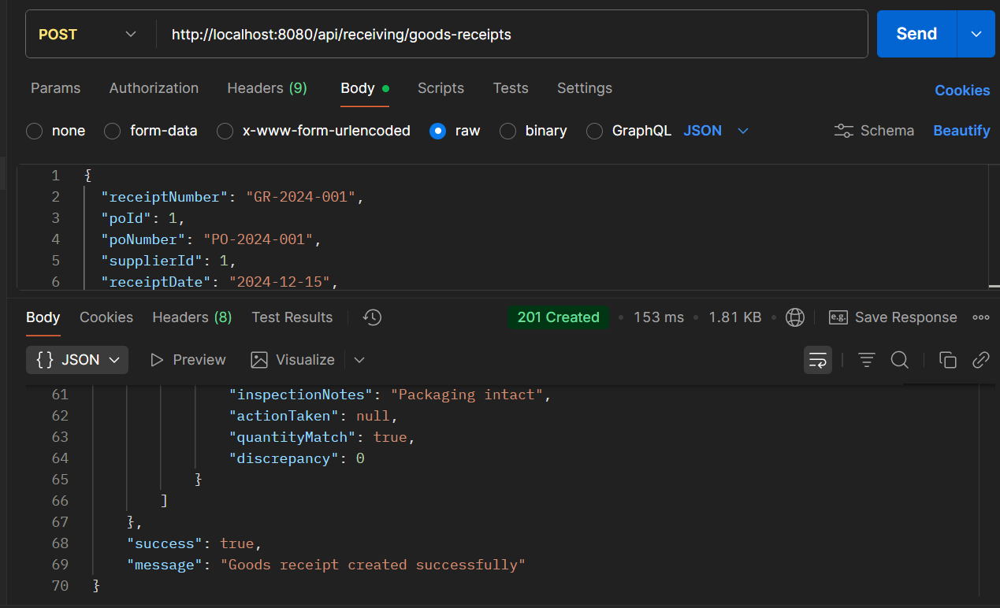 POST http://localhost:8080/api/receiving/goods-receipts Send
Params Authorization Headers (9) Body Scripts Tests Settings Cookies
none form-data x-www-form-urlencoded raw binary GraphQL JSON Schema Beautify
1 {
2 "receiptNumber": "GR-2024-001",
3 "poId": 1,
4 "poNumber": "PO-2024-001",
5 "supplierId": 1,
6 "receiptDate": "2024-12-15",
Body Cookies Headers (8) Test Results 201 Created • 153 ms • 1.81 KB • e.g. Save Response
{} JSON Preview Visualize
61 "inspectionNotes": "Packaging intact",
62 "actionTaken": null,
63 "quantityMatch": true,
64 "discrepancy": 0
65 }
66 ]
67 },
68 "success": true,
69 "message": "Goods receipt created successfully"
70 }